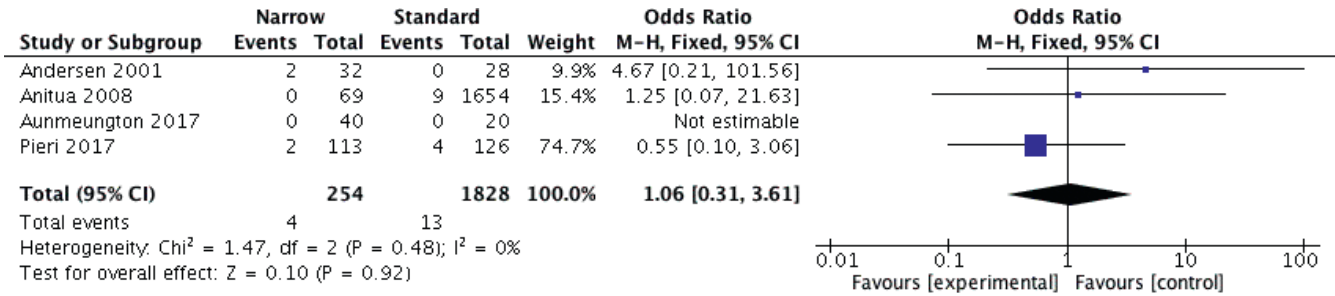 Narrow Standard Odds Ratio Odds Ratio
Study or Subgroup Events Total Events Total Weight M-H, Fixed, 95% CI M-H, Fixed, 95% CI
Andersen 2001 2 32 0 28 9.9% 4.67 [0.21, 101.56]
Anitua 2008 0 69 9 1654 15.4% 1.25 [0.07, 21.63]
Aunmeungton 2017 0 40 0 20 Not estimable
Pieri 2017 2 113 4 126 74.7% 0.55 [0.10, 3.06]
Total (95% CI) 254 1828 100.0% 1.06 [0.31, 3.61]
Total events 4 13
Heterogeneity: Chi² = 1.47, df = 2 (P = 0.48); I² = 0%
Test for overall effect: Z = 0.10 (P = 0.92)
0.01 0.1 1 10 100
Favours [experimental] Favours [control]